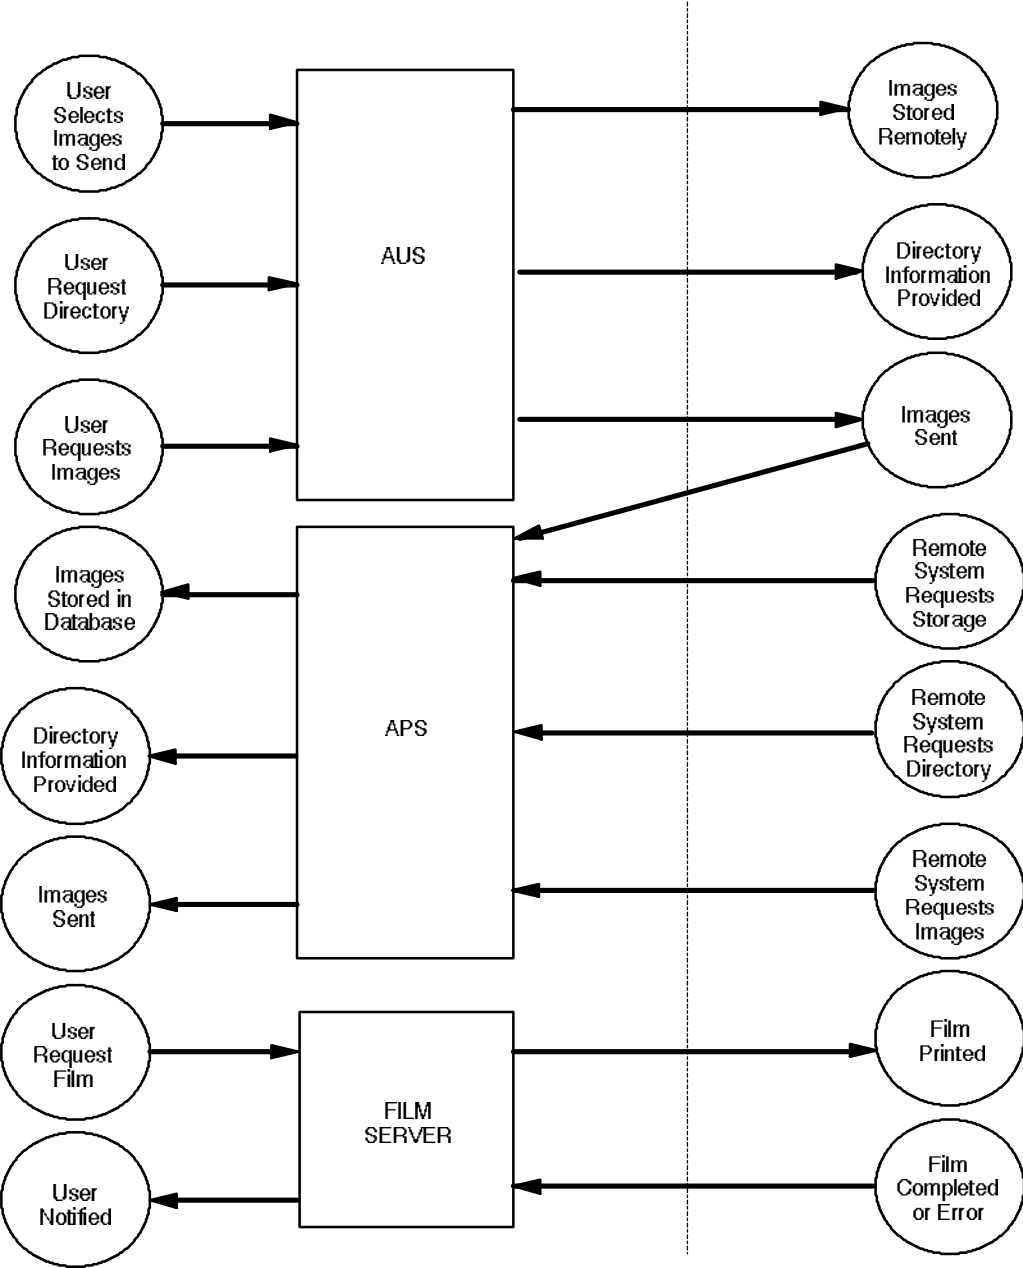 User
Selects
Images
to Send
AUS
Images
Stored
Remotely
User
Request
Directory
Directory
Information
Provided
User
Requests
Images
Images
Sent
Images
Stored in
Database
APS
Remote
System
Requests
Storage
Directory
Information
Provided
Remote
System
Requests
Directory
Images
Sent
Remote
System
Requests
Images
User
Request
Film
FILM
SERVER
Film
Printed
User
Notified
Film
Completed
or Error